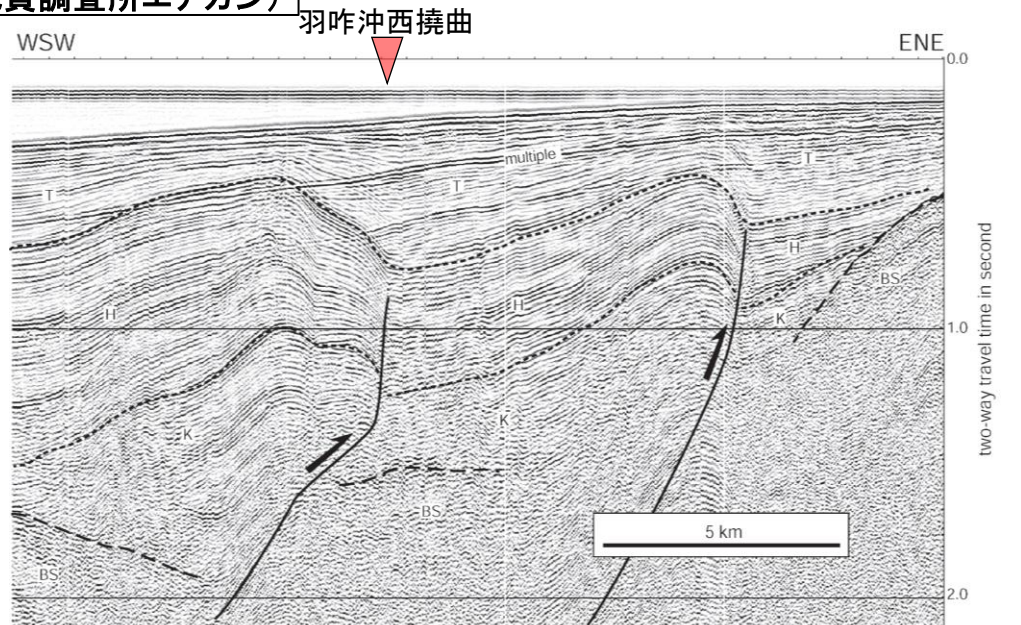 調査所エアガン)
羽咋沖西撓曲
WSW
ENE
0.0
multiple
T
T
T
H
H
H
K
K
K
BS
BS
BS
1.0
2.0
two-way travel time in second
5 km